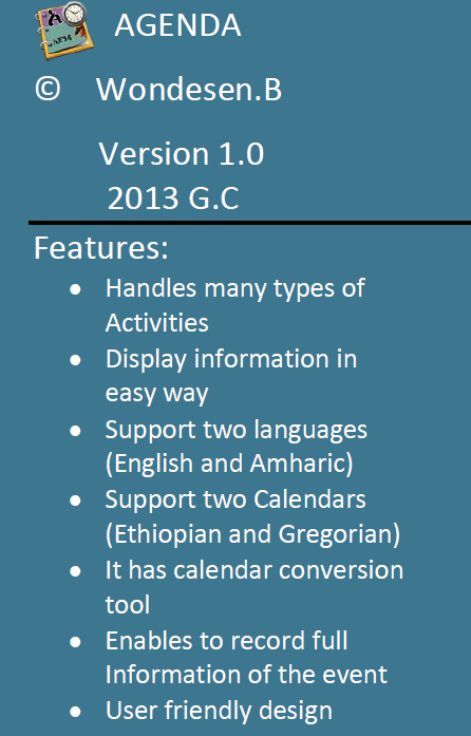 AGENDA
© Wondesen.B
Version 1.0
2013 G.C
Features:
• Handles many types of
Activities
• Display information in
easy way
• Support two languages
(English and Amharic)
• Support two Calendars
(Ethiopian and Gregorian)
• It has calendar conversion
tool
• Enables to record full
Information of the event
• User friendly design